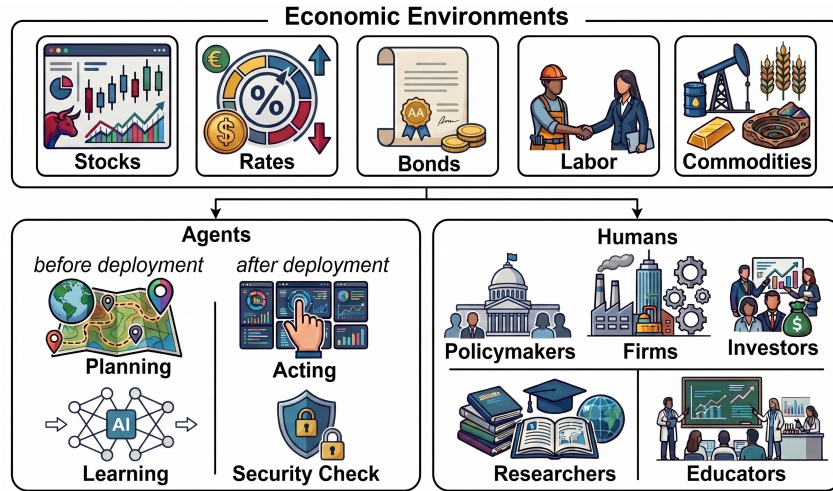 Economic Environments
€
%
$
Stocks
Rates
AA
Bonds
Labor
Commodities
Agents
before deployment
after deployment
Planning
Acting
AI
Learning
Security Check
Humans
Policymakers
Firms
$
Investors
Researchers
Educators